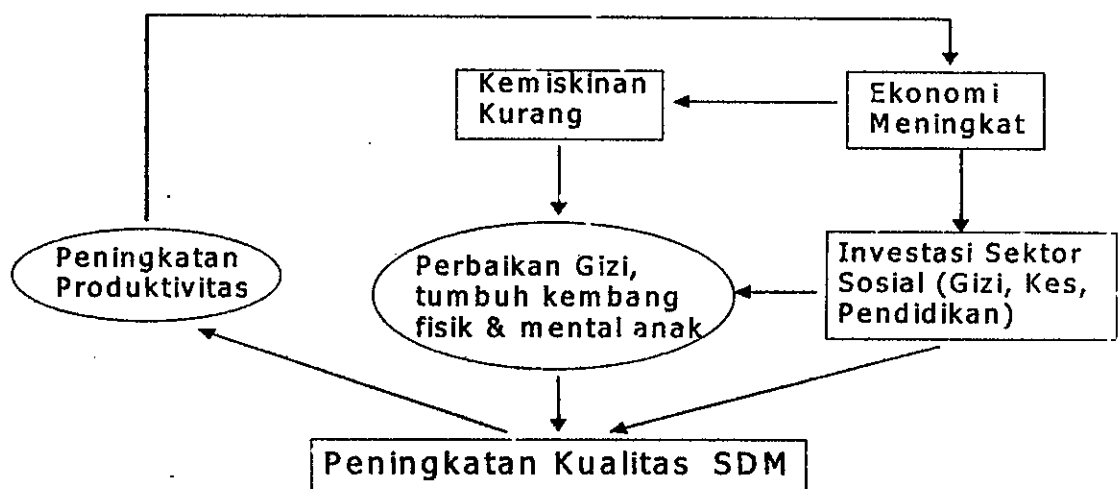 Kemiskinan
Kurang
Ekonomi
Meningkat
Peningkatan
Produktivitas
Perbaikan Gizi,
tumbuh kembang
fisik & mental anak
Investasi Sektor
Sosial (Gizi, Kes,
Pendidikan)
Peningkatan Kualitas SDM